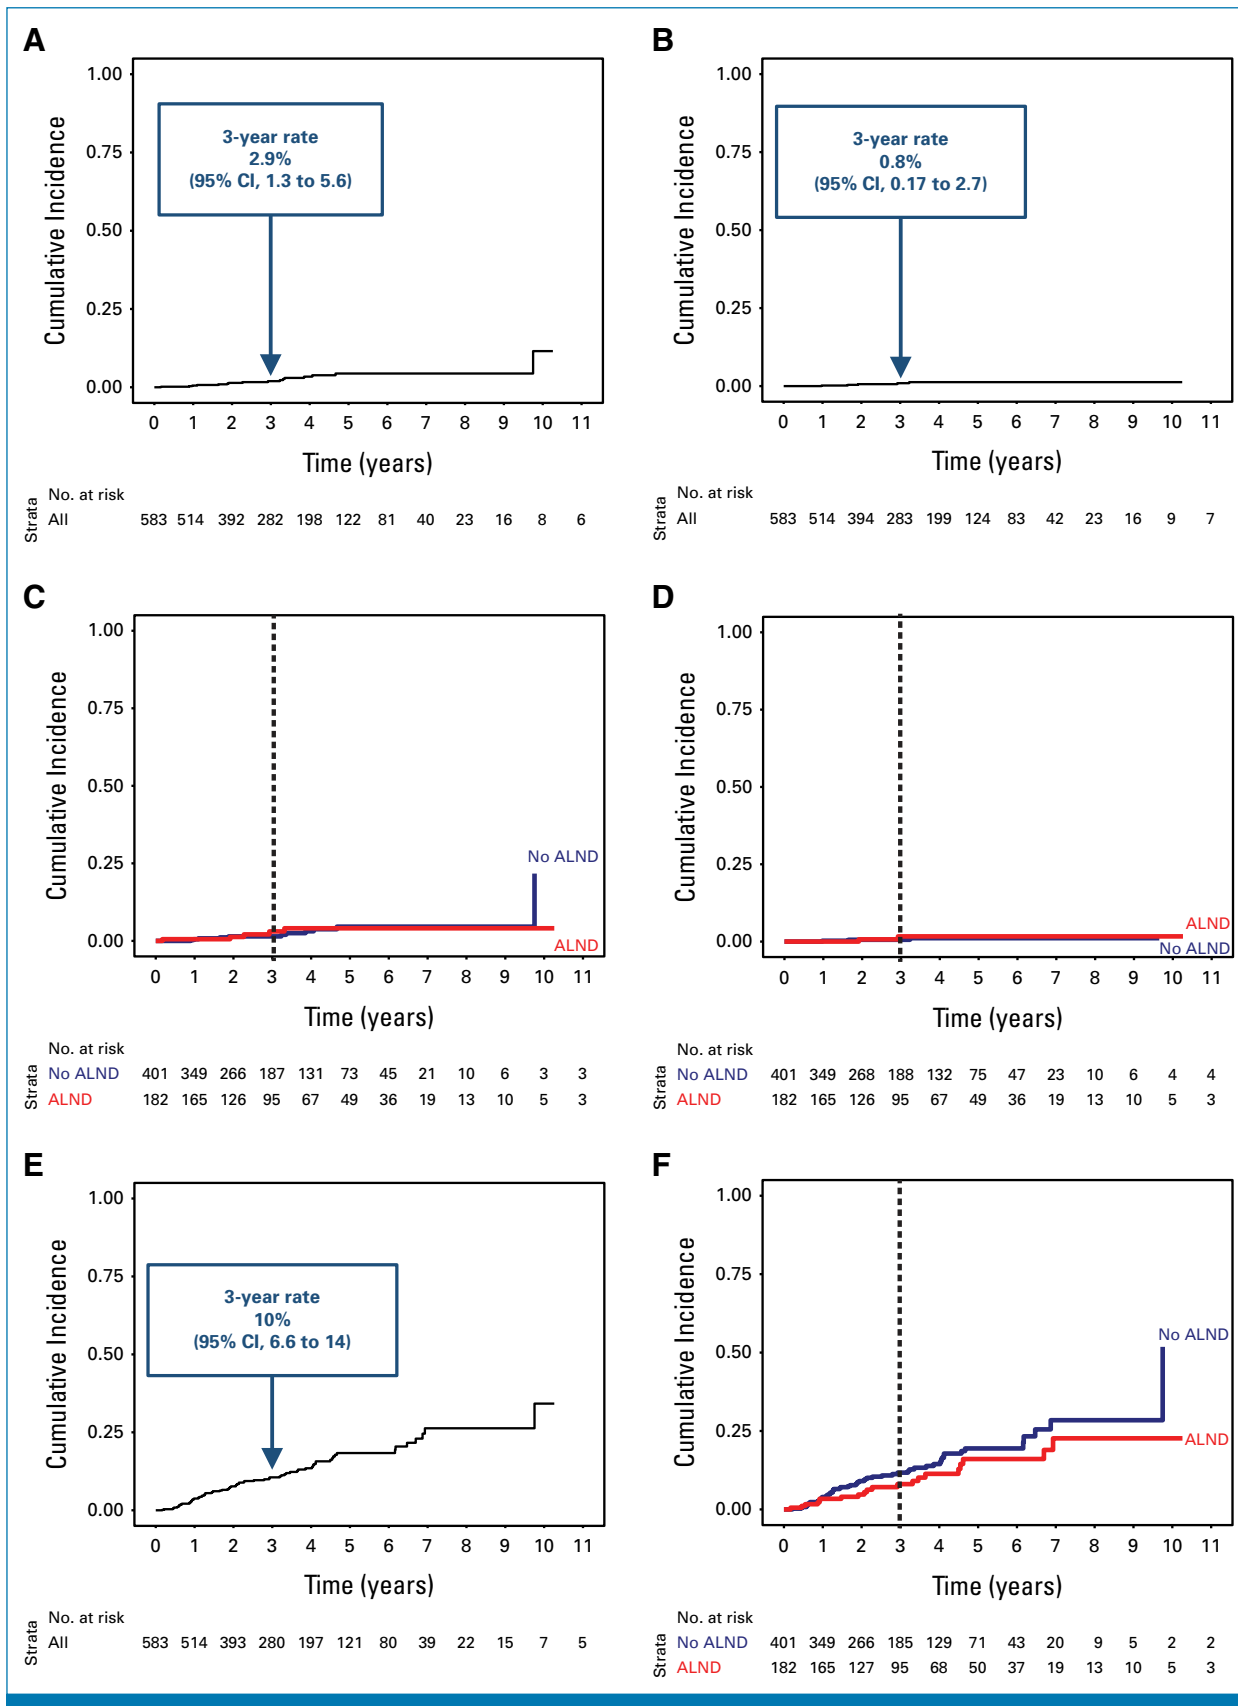 A
1.00
0.75
0.50
0.25
0.00
Cumulative Incidence
3-year rate
2.9%
(95% CI, 1.3 to 5.6)
0 1 2 3 4 5 6 7 8 9 10 11
Time (years)
Strata
No. at risk
All 583 514 392 282 198 122 81 40 23 16 8 6
B
1.00
0.75
0.50
0.25
0.00
Cumulative Incidence
3-year rate
0.8%
(95% CI, 0.17 to 2.7)
0 1 2 3 4 5 6 7 8 9 10 11
Time (years)
Strata
No. at risk
All 583 514 394 283 199 124 83 42 23 16 9 7
C
1.00
0.75
0.50
0.25
0.00
Cumulative Incidence
No ALND
ALND
0 1 2 3 4 5 6 7 8 9 10 11
Time (years)
Strata
No. at risk
No ALND 401 349 266 187 131 73 45 21 10 6 3 3
ALND 182 165 126 95 67 49 36 19 13 10 5 3
D
1.00
0.75
0.50
0.25
0.00
Cumulative Incidence
ALND
No ALND
0 1 2 3 4 5 6 7 8 9 10 11
Time (years)
Strata
No. at risk
No ALND 401 349 268 188 132 75 47 23 10 6 4 4
ALND 182 165 126 95 67 49 36 19 13 10 5 3
E
1.00
0.75
0.50
0.25
0.00
Cumulative Incidence
3-year rate
10%
(95% CI, 6.6 to 14)
0 1 2 3 4 5 6 7 8 9 10 11
Time (years)
Strata
No. at risk
All 583 514 393 280 197 121 80 39 22 15 7 5
F
1.00
0.75
0.50
0.25
0.00
Cumulative Incidence
No ALND
ALND
0 1 2 3 4 5 6 7 8 9 10 11
Time (years)
Strata
No. at risk
No ALND 401 349 266 185 129 71 43 20 9 5 2 2
ALND 182 165 127 95 68 50 37 19 13 10 5 3